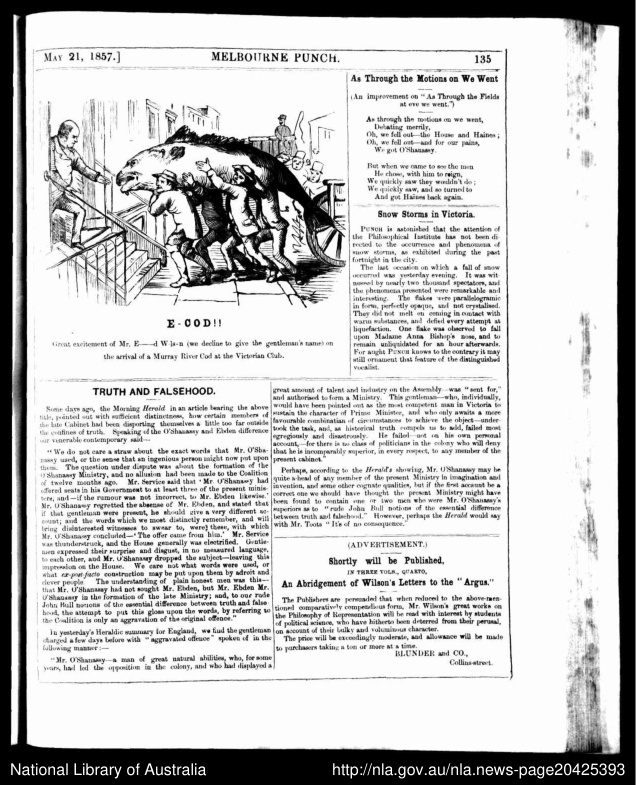 MAY 21, 1857.]
MELBOURNE PUNCH.
135
E-COD!!
Great excitement of Mr. E——d W-ls-n (we decline to give the gentleman's name) on
the arrival of a Murray River Cod at the Victorian Club.
As Through the Motions on We Went
(An improvement on "As Through the Fields
at eve we went.")
As through the motions on we went,
Debating merrily,
Oh, we fell out—the House and Haines;
Oh, we fell out—and for our pains,
We got O'Shanassy.
But when we came to see the men
He chose, with him to reign,
We quickly saw they wouldn't do;
We quickly saw, and so turned to
And got Haines back again.
Snow Storms in Victoria.
PUNCH is astonished that the attention of
the Philosophical Institute has not been di-
rected to the occurrence and phenomena of
snow storms, as exhibited during the past
fortnight in the city.
The last occasion on which a fall of snow
occurred was yesterday evening. It was wit-
nessed by nearly two thousand spectators, and
the phenomena presented were remarkable and
interesting. The flakes were parallelogramic
in form, perfectly opaque, and not crystallised.
They did not melt on coming in contact with
warm substances, and defied every attempt at
liquefaction. One flake was observed to fall
upon Madame Anna Bishop's nose, and to
remain unliquidated for an hour afterwards.
For aught PUNCH knows to the contrary it may
still ornament that feature of the distinguished
vocalist.
TRUTH AND FALSEHOOD.
Some days ago, the Morning Herald in an article bearing the above
title, pointed out with sufficient distinctness, how certain members of
the late Cabinet had been disporting themselves a little too far outside
the confines of truth. Speaking of the O'Shanassy and Ebden difference
our venerable contemporary said—
"We do not care a straw about the exact words that Mr. O'Sha-
nassy used, or the sense that an ingenious person might now put upon
them. The question under dispute was about the formation of the
O'Shanassy Ministry, and no allusion had been made to the Coalition
of twelve months ago. Mr. Service said that 'Mr. O'Shanassy had
offered seats in his Government to at least three of the present minis-
ters, and—if the rumour was not incorrect, to Mr. Ebden likewise.'
Mr. O'Shanassy regretted the absence of Mr. Ebden, and stated that
if that gentleman were present, he should give a very different ac-
count; and the words which we most distinctly remember, and will
bring disinterested witnesses to swear to, were] these, with which
Mr. O'Shanassy concluded—'The offer came from him.' Mr. Service
was thunderstruck, and the House generally was electrified. Gentle-
men expressed their surprise and disgust, in no measured language,
to each other, and Mr. O'Shanassy dropped the subject—leaving this
impression on the House. We care not what words were used, or
what ex-post-facto construction may be put upon them by adroit and
clever people. The understanding of plain honest men was this—
that Mr. O'Shanassy had not sought Mr. Ebden, but Mr. Ebden Mr.
O'Shanassy in the formation of the late Ministry; and, to our rude
John Bull notions of the essential difference between truth and false-
hood, the attempt to put this gloss upon the words, by referring to
the Coalition is only an aggravation of the original offence."
In yesterday's Heraldic summary for England, we find the gentleman
charged a few days before with "aggravated offence" spoken of in the
following manner:—
"Mr. O'Shanassy—a man of great natural abilities, who, for some
years, had led the opposition in the colony, and who had displayed a
great amount of talent and industry on the Assembly—was "sent for,"
and authorised to form a Ministry. This gentleman—who, individually,
would have been pointed out as the most competent man in Victoria to
sustain the character of Prime Minister, and who only awaits a more
favourable combination of circumstances to achieve the object—under-
took the task, and, as historical truth compels us to add, failed most
egregiously and disastrously. He failed—not on his own personal
account,—for there is no class of politicians in the colony who will deny
that he is incomparably superior, in every respect, to any member of the
present cabinet."
Perhaps, according to the Herald's showing, Mr. O'Shanassy may be
quite a-head of any member of the present Ministry in imagination and
invention, and some other cognate qualities, but if the first account be a
correct one we should have thought the present Ministry might have
been found to contain one or two men who were Mr. O'Shanassy's
superiors as to "rude John Bull notions of the essential difference
between truth and falsehood." However, perhaps the Herald would say
with Mr. Toots "It's of no consequence."
(ADVERTISEMENT.)
Shortly will be Published,
IN THREE VOLS., QUARTO,
An Abridgement of Wilson's Letters to the "Argus."
The Publishers are persuaded that when reduced to the above-men-
tioned comparatively compendious form, Mr. Wilson's great works on
the Philosophy of Representation will be read with interest by students
of political science, who have hitherto been deterred from their perusal,
on account of their bulky and voluminous character.
The price will be exceedingly moderate, and allowance will be made
to purchasers taking a ton or more at a time.
BLUNDER and CO.,
Collins-street.
National Library of Australia
http://nla.gov.au/nla.news-page20425393